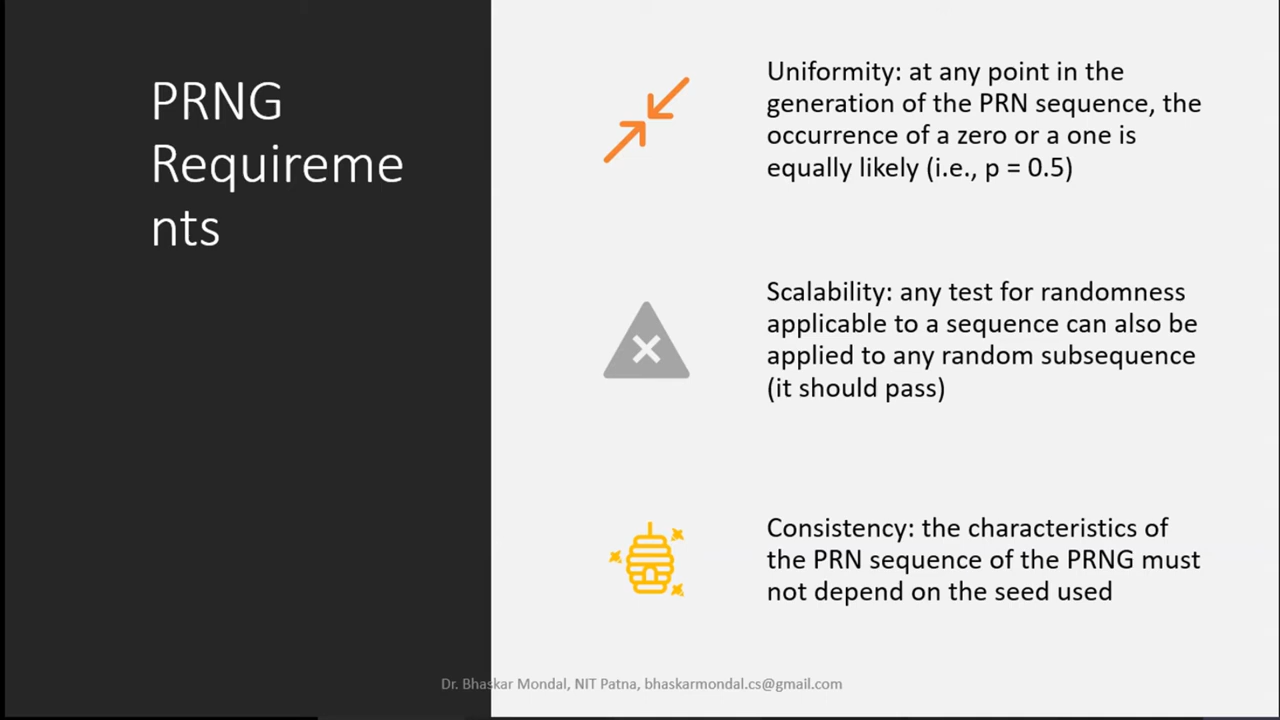 PRNG
Requireme
nts
Uniformity: at any point in the
generation of the PRN sequence, the
occurrence of a zero or a one is
equally likely (i.e., p = 0.5)
Scalability: any test for randomness
applicable to a sequence can also be
applied to any random subsequence
(it should pass)
Consistency: the characteristics of
the PRN sequence of the PRNG must
not depend on the seed used
Dr. Bhaskar Mondal, NIT Patna, bhaskarmondal.cs@gmail.com